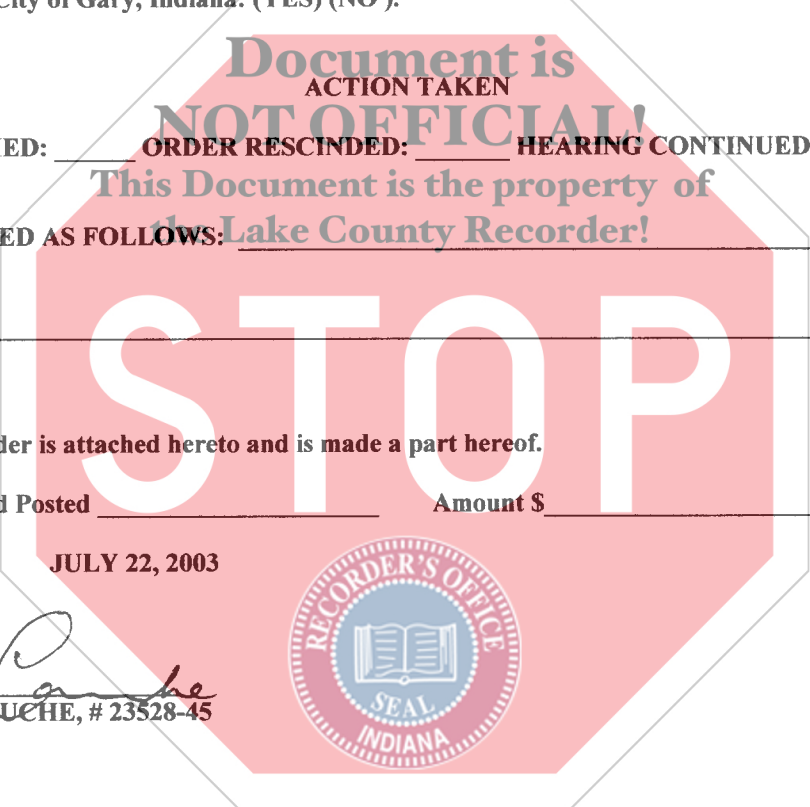 City of Gary, Indiana. (YES) (NO ).
Document is
ACTION TAKEN
NOT OFFICIAL!
IED: ORDER RESCINDED: HEARING CONTINUED
This Document is the property of
ED AS FOLLOWS:
the Lake County Recorder!
STOP
der is attached hereto and is made a part hereof.
d Posted Amount $
JULY 22, 2003
RECORDER'S OFFICE
SEAL
INDIANA
UCHE, # 23528-45